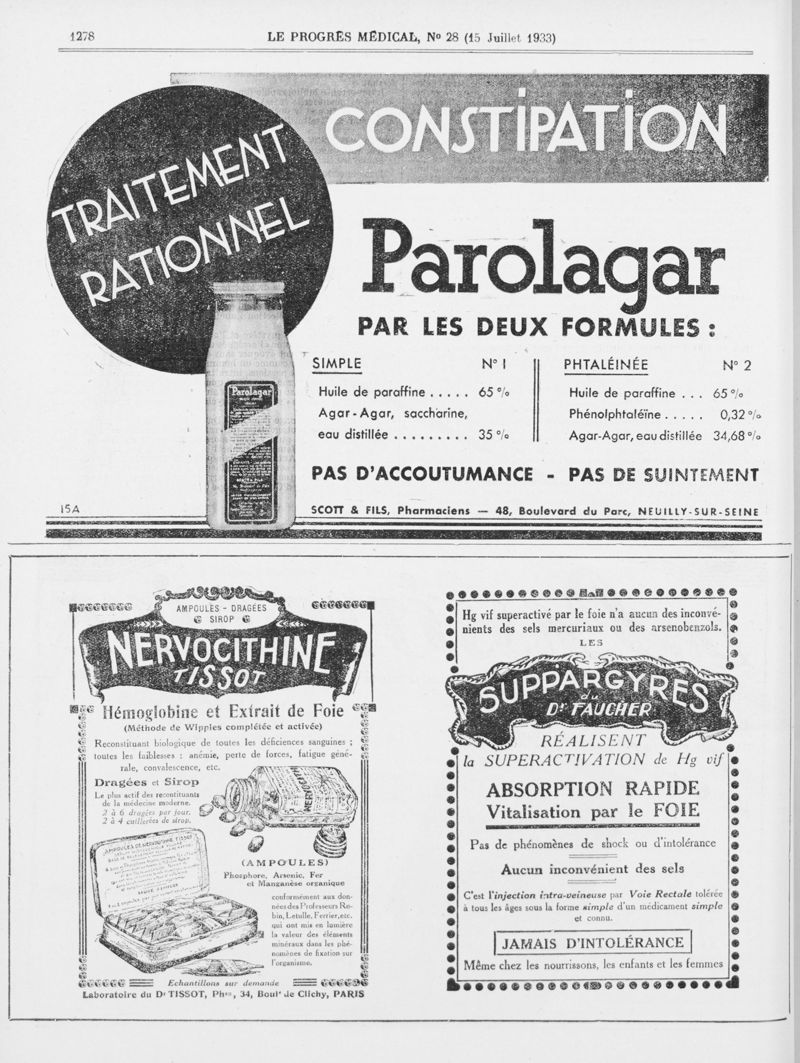 1278
LE PROGRÈS MÉDICAL, No 28 (15 Juillet 1933)
CONSTIPATION
TRAITEMENT
RATIONNEL
Parolagar
PAR LES DEUX FORMULES :
SIMPLE N° 1
Huile de paraffine ..... 65 %
Agar-Agar, saccharine,
eau distillée ......... 35 %
PHTALÉINÉE N° 2
Huile de paraffine ... 65 %
Phénolphtaléïne ..... 0,32 %
Agar-Agar, eau distillée 34,68 %
Parolagar
PAS D'ACCOUTUMANCE - PAS DE SUINTEMENT
15A
SCOTT & FILS, Pharmaciens — 48, Boulevard du Parc, NEUILLY-SUR-SEINE
AMPOULES - DRAGÉES
SIROP
NERVOCITHINE
TISSOT
Hémoglobine et Extrait de Foie
(Méthode de Wipples complétée et activée)
Reconstituant biologique de toutes les déficiences sanguines ;
toutes les faiblesses : anémie, perte de forces, fatigue géné-
rale, convalescence, etc.
Dragées et Sirop
Le plus actif des reconstituants
de la médecine moderne.
2 à 6 dragées par jour.
2 à 4 cuillerées de sirop.
NERVOCITHINE
AMPOULES DE NERVOCITHINE TISSOT
(AMPOULES)
Phosphore, Arsenic, Fer
et Manganèse organique
conformément aux don-
nées des Professeurs Ro-
bin, Letulle, Ferrier, etc.
qui ont mis en lumière
la valeur des éléments
minéraux dans les phé-
nomènes de fixation sur
l'organisme.
Echantillons sur demande
Laboratoire du Dr TISSOT, Phen, 34, Bould de Clichy, PARIS
Hg vif superactivé par le foie n'a aucun des inconvé-
nients des sels mercuriaux ou des arsenobenzols.
LES
SUPPARGYRES
du
Dr FAUCHER
RÉALISENT
la SUPERACTIVATION de Hg vif
ABSORPTION RAPIDE
Vitalisation par le FOIE
Pas de phénomènes de shock ou d'intolérance
Aucun inconvénient des sels
C'est l'injection intra-veineuse par Voie Rectale tolérée
à tous les âges sous la forme simple d'un médicament simple
et connu.
JAMAIS D'INTOLÉRANCE
Même chez les nourrissons, les enfants et les femmes